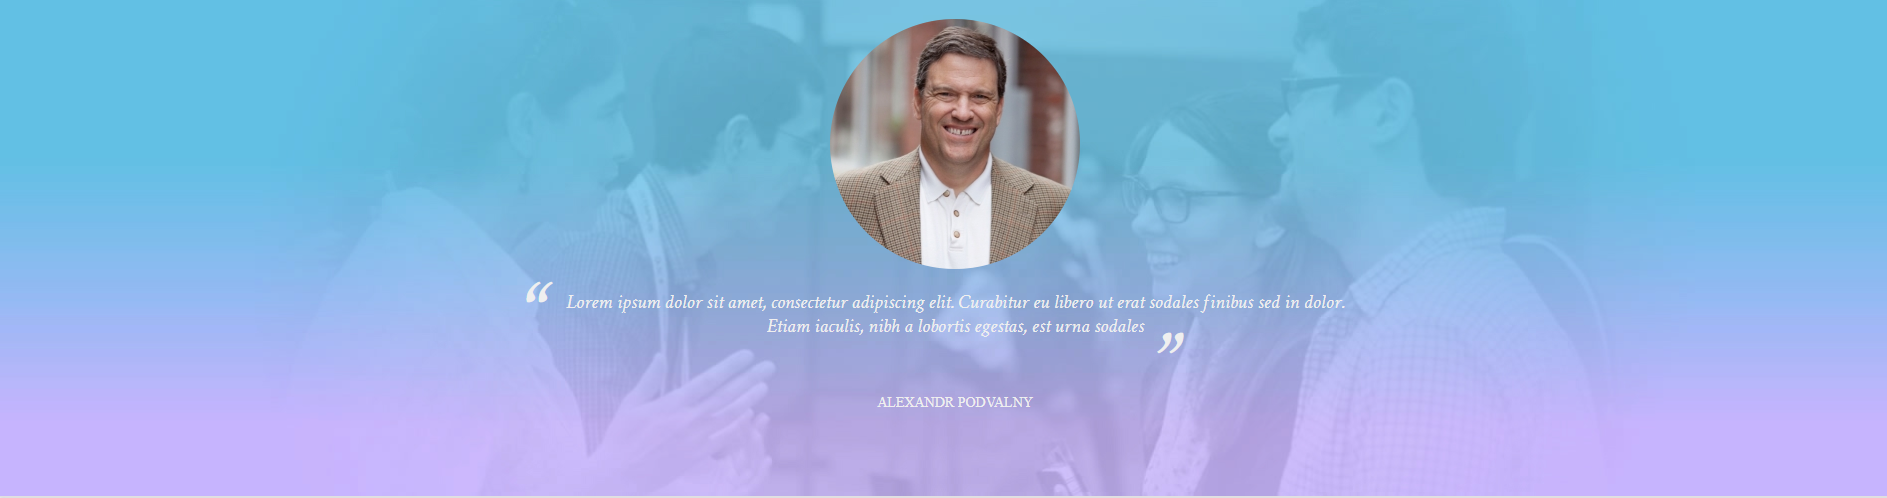 “ Lorem ipsum dolor sit amet, consectetur adipiscing elit. Curabitur eu libero ut erat sodales finibus sed in dolor.
Etiam iaculis, nibh a lobortis egestas, est urna sodales ”
ALEXANDR PODVALNY